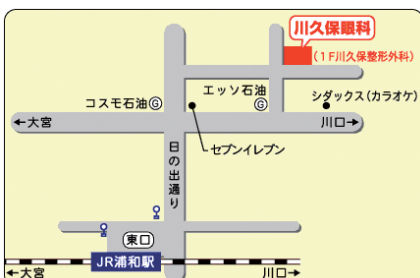 川久保眼科
(1F川久保整形外科)
エッソ石油
G
シダックス(カラオケ)
コスモ石油G
←大宮
川口→
セブンイレブン
日の出通り
東口
JR浦和駅
←大宮
川口→